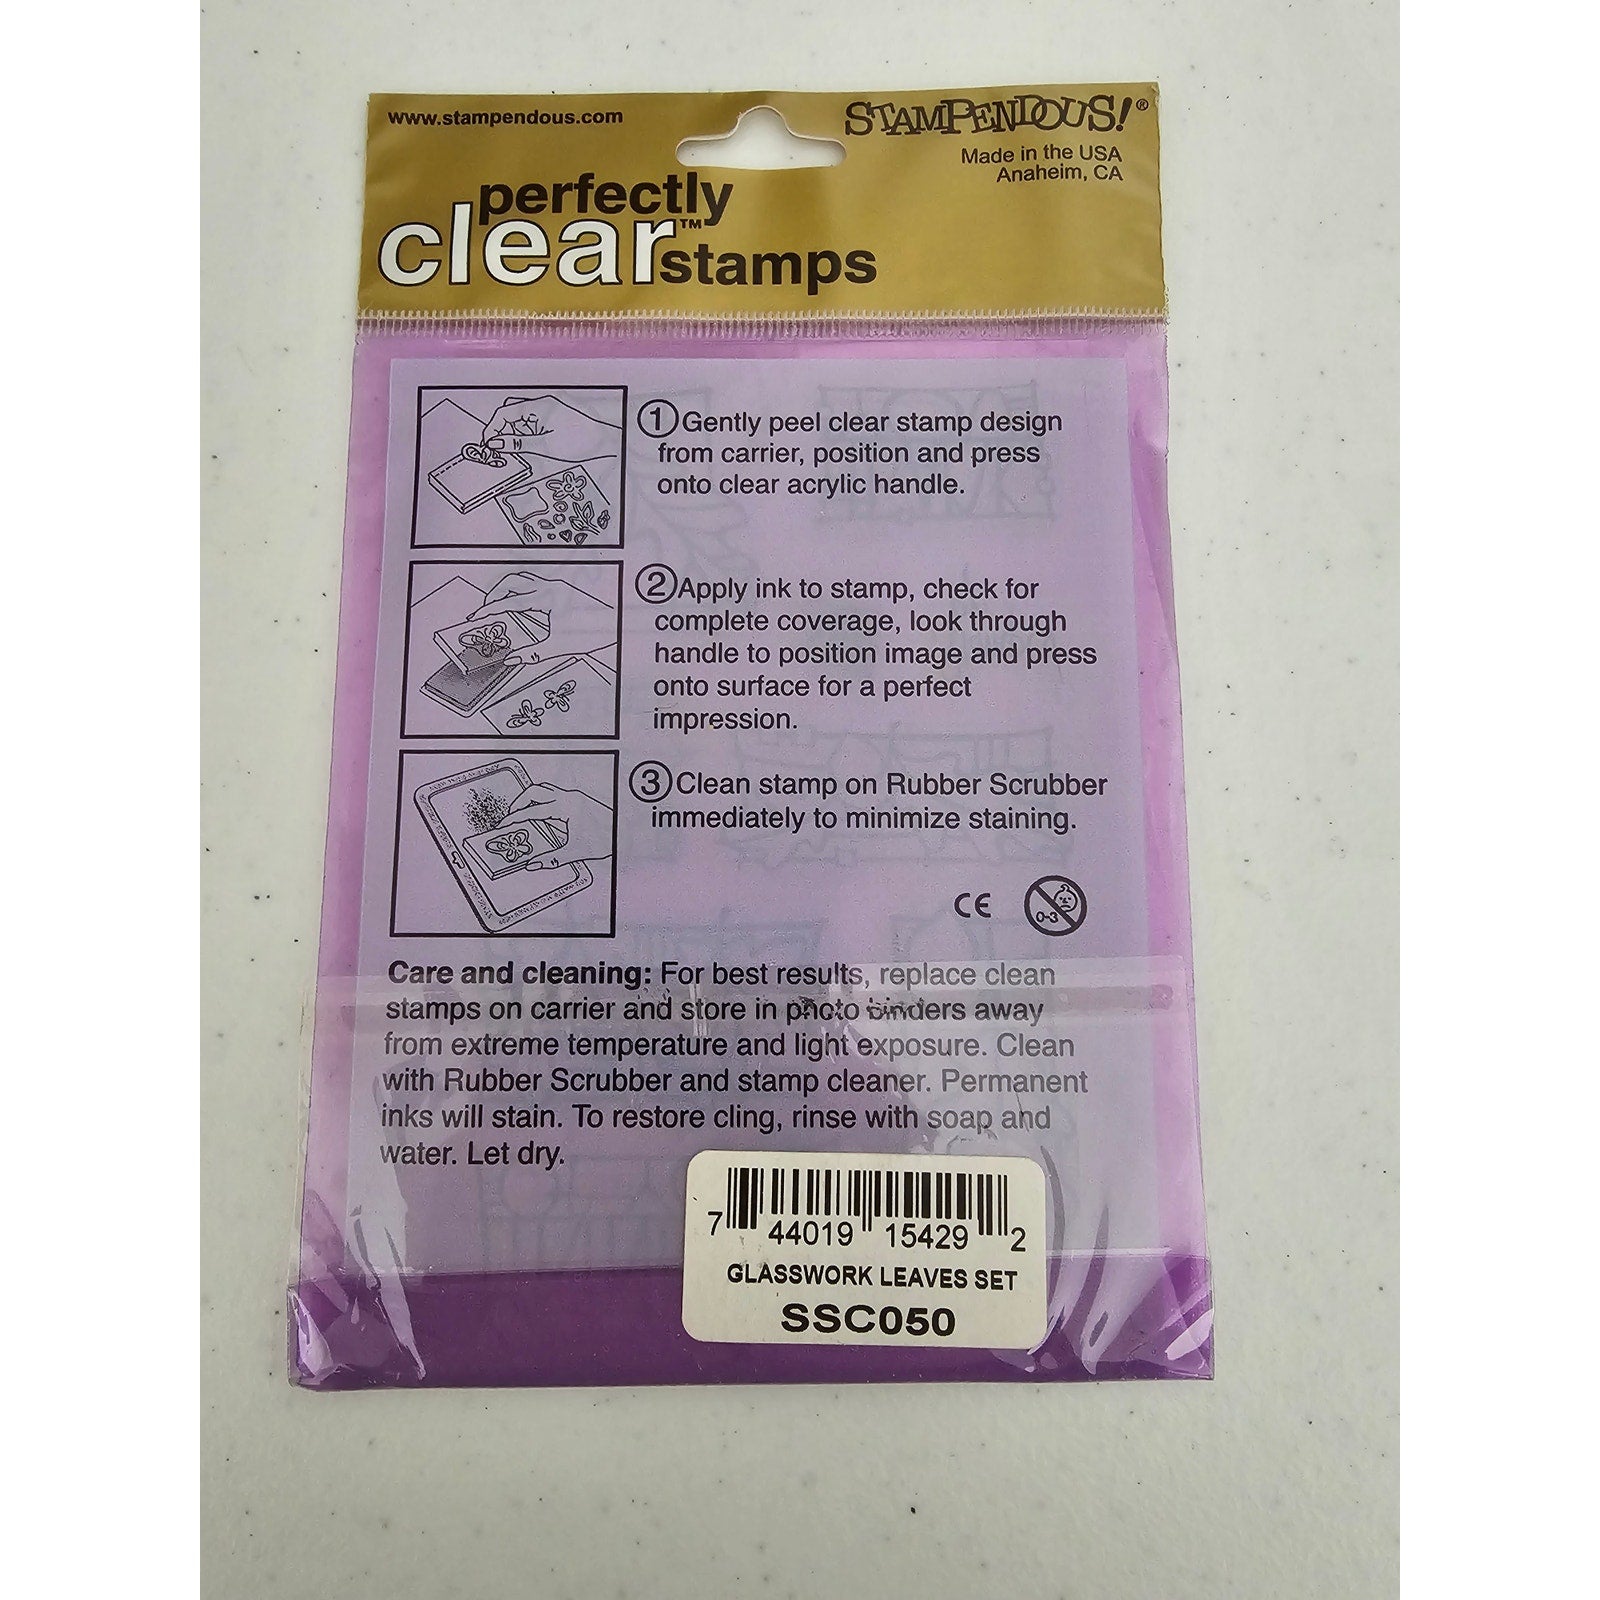 www.stampendous.com
STAMPENDOUS!®
Made in the USA
Anaheim, CA
perfectly
clear™
stamps
1 Gently peel clear stamp design
from carrier, position and press
onto clear acrylic handle.
2 Apply ink to stamp, check for
complete coverage, look through
handle to position image and press
onto surface for a perfect
impression.
3 Clean stamp on Rubber Scrubber
immediately to minimize staining.
CE
0-3
Care and cleaning: For best results, replace clean
stamps on carrier and store in photo binders away
from extreme temperature and light exposure. Clean
with Rubber Scrubber and stamp cleaner. Permanent
inks will stain. To restore cling, rinse with soap and
water. Let dry.
7 44019 15429 2
GLASSWORK LEAVES SET
SSC050